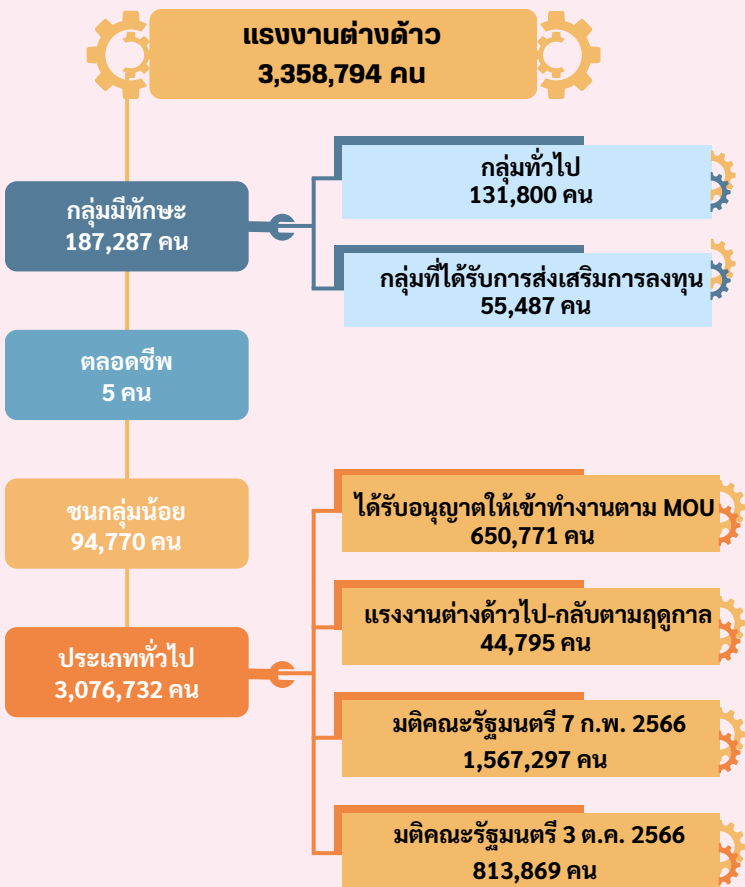 แรงงานต่างด้าว
3,358,794 คน
กลุ่มมีทักษะ
187,287 คน
กลุ่มทั่วไป
131,800 คน
กลุ่มที่ได้รับการส่งเสริมการลงทุน
55,487 คน
ตลอดชีพ
5 คน
ชนกลุ่มน้อย
94,770 คน
ประเภททั่วไป
3,076,732 คน
ได้รับอนุญาตให้เข้าทำงานตาม MOU
650,771 คน
แรงงานต่างด้าวไป-กลับตามฤดูกาล
44,795 คน
มติคณะรัฐมนตรี 7 ก.พ. 2566
1,567,297 คน
มติคณะรัฐมนตรี 3 ต.ค. 2566
813,869 คน